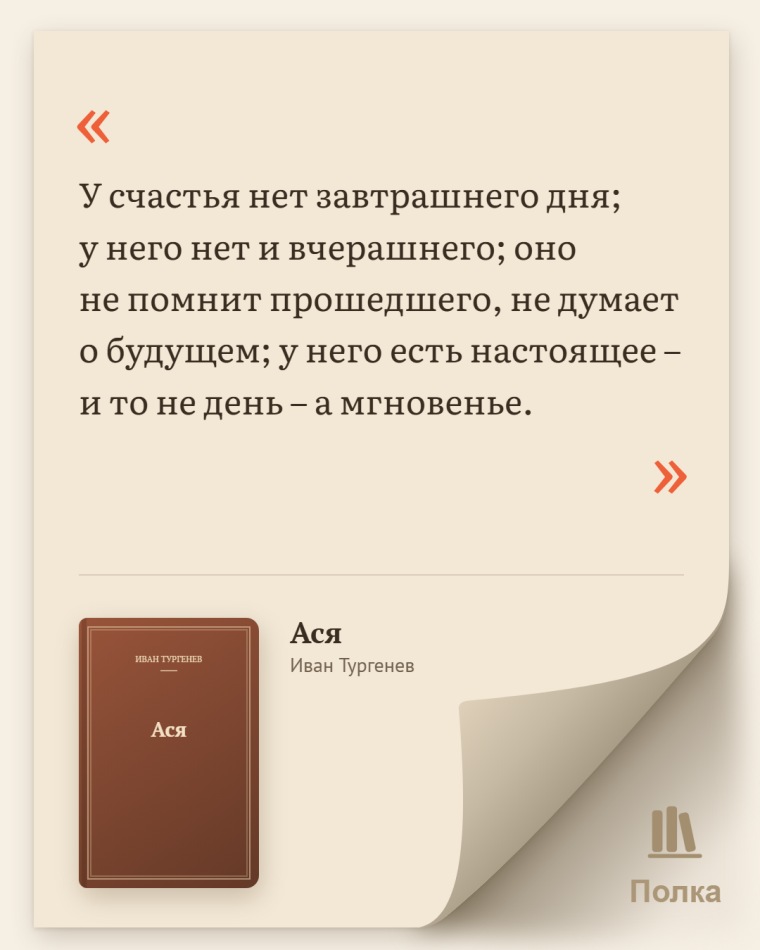 «
У счастья нет завтрашнего дня;
у него нет и вчерашнего; оно
не помнит прошедшего, не думает
о будущем; у него есть настоящее –
и то не день – а мгновенье.
»
Ася
Иван Тургенев
ИВАН ТУРГЕНЕВ
Ася
Полка